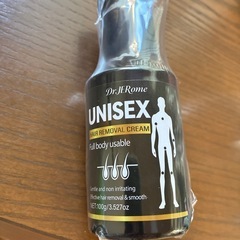 Dr.JERome
UNISEX
HAIR REMOVAL CREAM
Full body usable
Gentle and non irritating
Effective hair removal & smooth
NET:100g/3.527oz